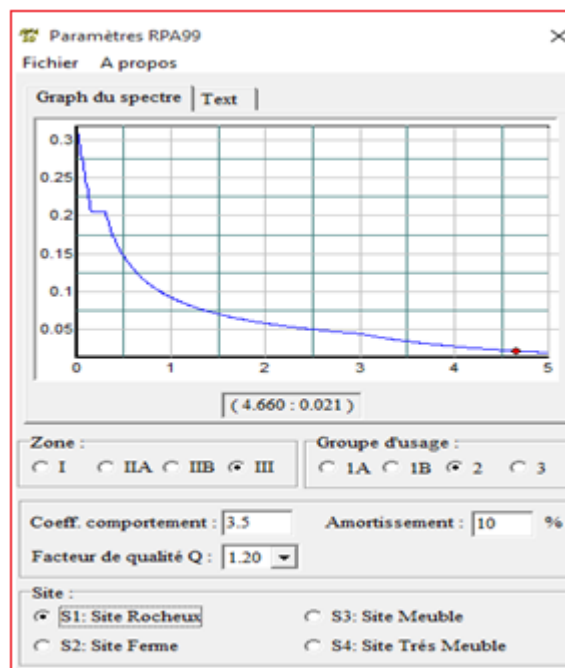 Paramètres RPA99
Fichier A propos
Graph du spectre Text
0.3
0.25
0.2
0.15
0.1
0.05
0 1 2 3 4 5
( 4.660 : 0.021 )
Zone : Groupe d'usage :
I IIA IIB III 1A 1B 2 3
Coeff. comportement : 3.5 Amortissement : 10 %
Facteur de qualité Q : 1.20
Site :
S1: Site Rocheux S3: Site Meuble
S2: Site Ferme S4: Site Trés Meuble